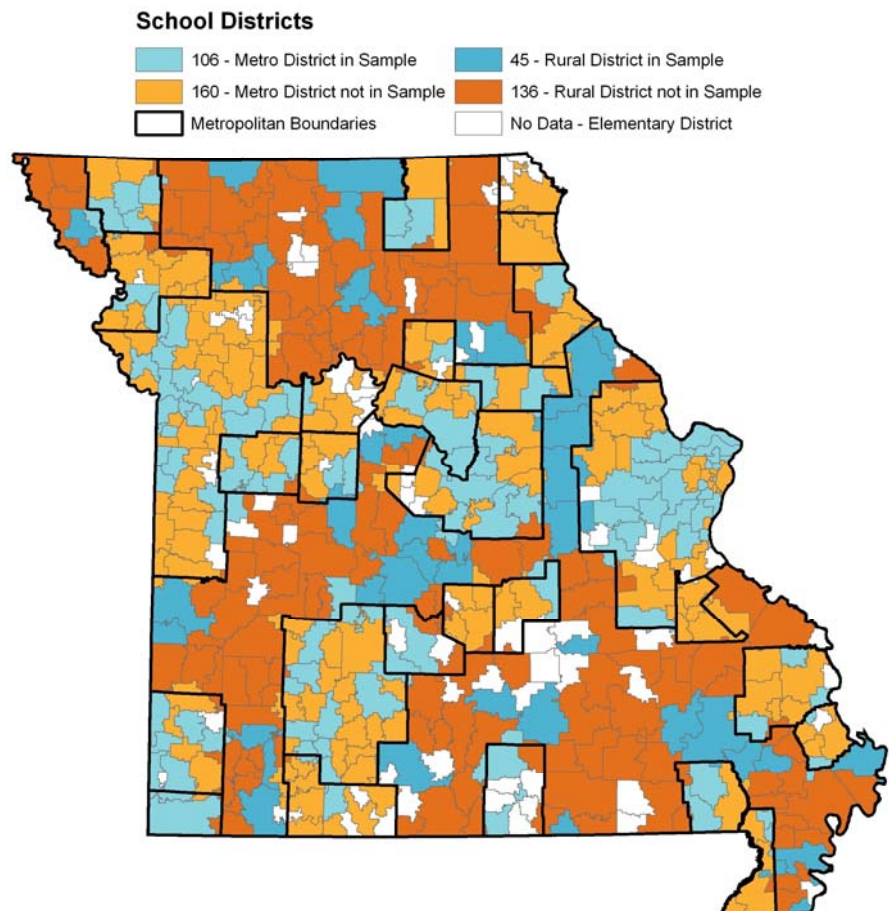 School Districts
106 - Metro District in Sample
45 - Rural District in Sample
160 - Metro District not in Sample
136 - Rural District not in Sample
Metropolitan Boundaries
No Data - Elementary District